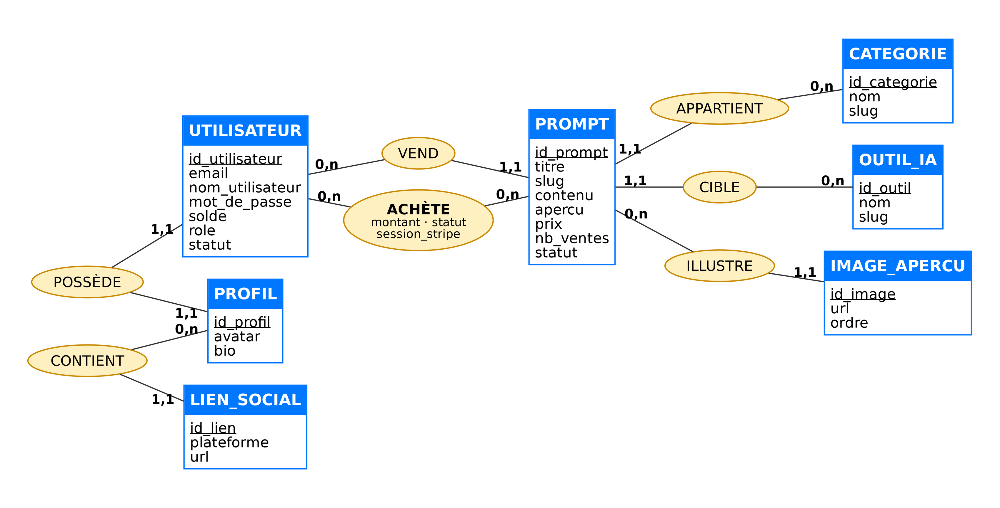 CATEGORIE
id_categorie
nom
slug
0,n
APPARTIENT
1,1
UTILISATEUR
id_utilisateur
email
nom_utilisateur
mot_de_passe
solde
role
statut
0,n
VEND
1,1
0,n
ACHÈTE
montant · statut
session_stripe
0,n
PROMPT
id_prompt
titre
slug
contenu
apercu
prix
nb_ventes
statut
1,1
CIBLE
0,n
OUTIL_IA
id_outil
nom
slug
0,n
ILLUSTRE
1,1
IMAGE_APERCU
id_image
url
ordre
1,1
POSSÈDE
1,1
PROFIL
id_profil
avatar
bio
0,n
CONTIENT
1,1
LIEN_SOCIAL
id_lien
plateforme
url